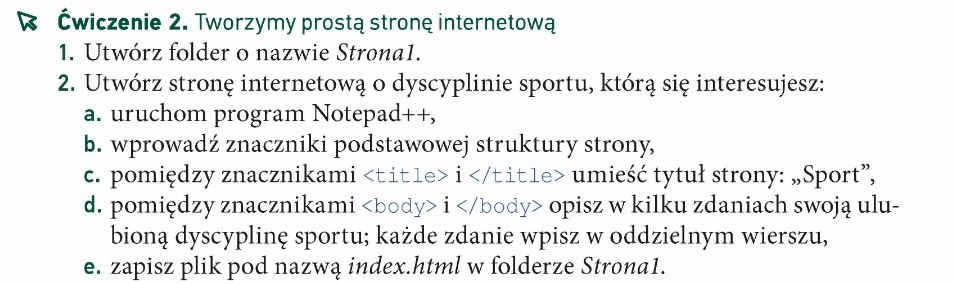 Ćwiczenie 2. Tworzymy prostą stronę internetową
1. Utwórz folder o nazwie Strona1.
2. Utwórz stronę internetową o dyscyplinie sportu, którą się interesujesz:
a. uruchom program Notepad++,
b. wprowadź znaczniki podstawowej struktury strony,
c. pomiędzy znacznikami <title> i </title> umieść tytuł strony: „Sport”,
d. pomiędzy znacznikami <body> i </body> opisz w kilku zdaniach swoją ulu-
bioną dyscyplinę sportu; każde zdanie wpisz w oddzielnym wierszu,
e. zapisz plik pod nazwą index.html w folderze Strona1.